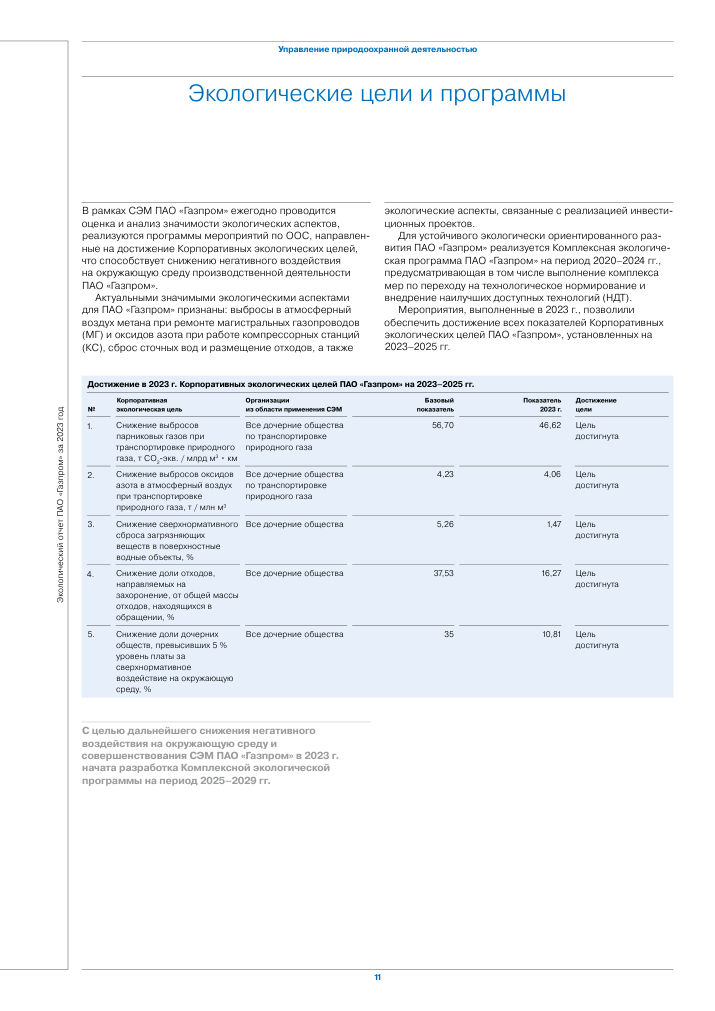 Управление природоохранной деятельностью
Экологические цели и программы
В рамках СЭМ ПАО «Газпром» ежегодно проводится
оценка и анализ значимости экологических аспектов,
реализуются программы мероприятий по ООС, направлен-
ные на достижение Корпоративных экологических целей,
что способствует снижению негативного воздействия
на окружающую среду производственной деятельности
ПАО «Газпром».
Актуальными значимыми экологическими аспектами
для ПАО «Газпром» признаны: выбросы в атмосферный
воздух метана при ремонте магистральных газопроводов
(МГ) и оксидов азота при работе компрессорных станций
(КС), сброс сточных вод и размещение отходов, а также
экологические аспекты, связанные с реализацией инвести-
ционных проектов.
Для устойчивого экологически ориентированного раз-
вития ПАО «Газпром» реализуется Комплексная экологиче-
ская программа ПАО «Газпром» на период 2020–2024 гг.,
предусматривающая в том числе выполнение комплекса
мер по переходу на технологическое нормирование и
внедрение наилучших доступных технологий (НДТ).
Мероприятия, выполненные в 2023 г., позволили
обеспечить достижение всех показателей Корпоративных
экологических целей ПАО «Газпром», установленных на
2023–2025 гг.
Достижение в 2023 г. Корпоративных экологических целей ПАО «Газпром» на 2023–2025 гг.
№
Корпоративная
экологическая цель
Организации
из области применения СЭМ
Базовый
показатель
Показатель
2023 г.
Достижение
цели
1.
Снижение выбросов
парниковых газов при
транспортировке природного
газа, т CO₂-экв. / млрд м³ • км
Все дочерние общества
по транспортировке
природного газа
56,70
46,62
Цель
достигнута
2.
Снижение выбросов оксидов
азота в атмосферный воздух
при транспортировке
природного газа, т / млн м³
Все дочерние общества
по транспортировке
природного газа
4,23
4,06
Цель
достигнута
3.
Снижение сверхнормативного
сброса загрязняющих
веществ в поверхностные
водные объекты, %
Все дочерние общества
5,26
1,47
Цель
достигнута
4.
Снижение доли отходов,
направляемых на
захоронение, от общей массы
отходов, находящихся в
обращении, %
Все дочерние общества
37,53
16,27
Цель
достигнута
5.
Снижение доли дочерних
обществ, превысивших 5 %
уровень платы за
сверхнормативное
воздействие на окружающую
среду, %
Все дочерние общества
35
10,81
Цель
достигнута
С целью дальнейшего снижения негативного
воздействия на окружающую среду и
совершенствования СЭМ ПАО «Газпром» в 2023 г.
начата разработка Комплексной экологической
программы на период 2025–2029 гг.
Экологический отчет ПАО «Газпром» за 2023 год
11